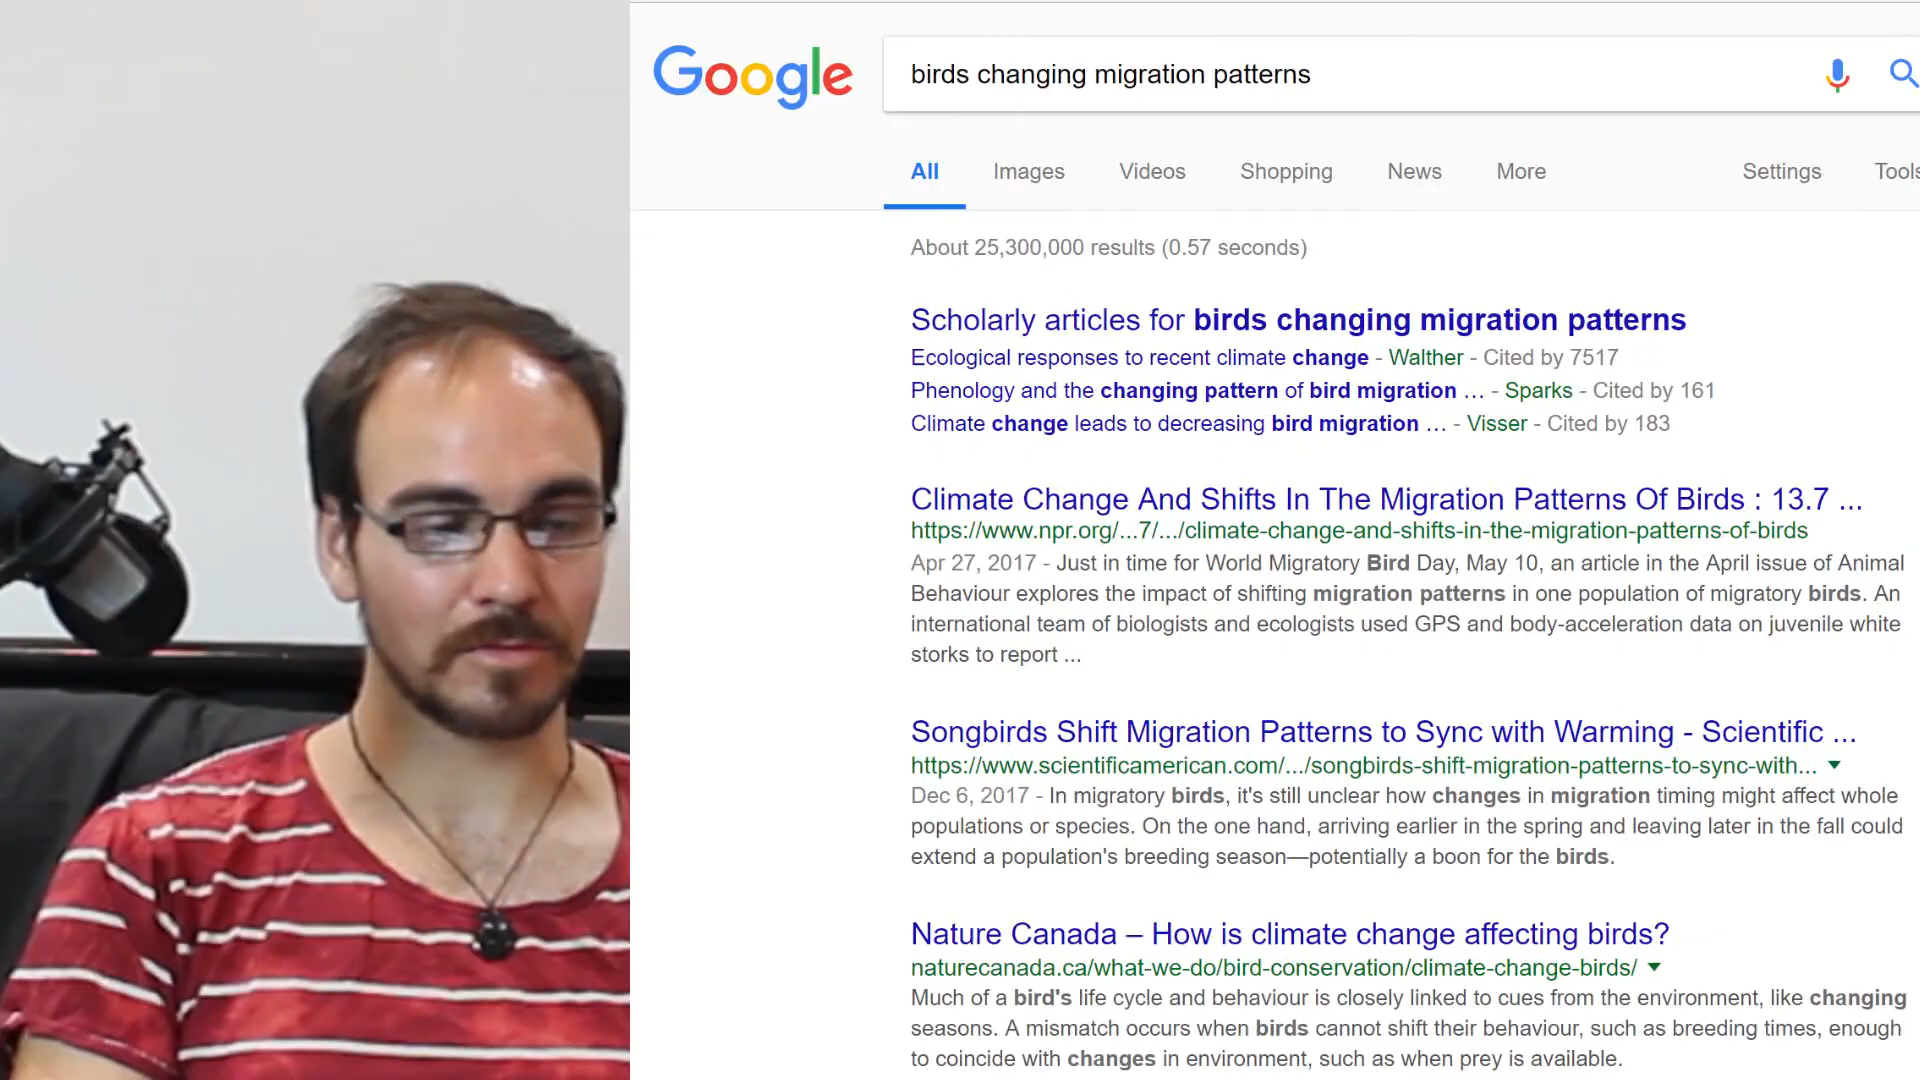 Google
birds changing migration patterns
All Images Videos Shopping News More Settings Tools
About 25,300,000 results (0.57 seconds)
Scholarly articles for birds changing migration patterns
Ecological responses to recent climate change - Walther - Cited by 7517
Phenology and the changing pattern of bird migration ... - Sparks - Cited by 161
Climate change leads to decreasing bird migration ... - Visser - Cited by 183
Climate Change And Shifts In The Migration Patterns Of Birds : 13.7 ...
https://www.npr.org/...7/.../climate-change-and-shifts-in-the-migration-patterns-of-birds
Apr 27, 2017 - Just in time for World Migratory Bird Day, May 10, an article in the April issue of Animal
Behaviour explores the impact of shifting migration patterns in one population of migratory birds. An
international team of biologists and ecologists used GPS and body-acceleration data on juvenile white
storks to report ...
Songbirds Shift Migration Patterns to Sync with Warming - Scientific ...
https://www.scientificamerican.com/.../songbirds-shift-migration-patterns-to-sync-with...
Dec 6, 2017 - In migratory birds, it's still unclear how changes in migration timing might affect whole
populations or species. On the one hand, arriving earlier in the spring and leaving later in the fall could
extend a population's breeding season—potentially a boon for the birds.
Nature Canada – How is climate change affecting birds?
naturecanada.ca/what-we-do/bird-conservation/climate-change-birds/
Much of a bird's life cycle and behaviour is closely linked to cues from the environment, like changing
seasons. A mismatch occurs when birds cannot shift their behaviour, such as breeding times, enough
to coincide with changes in environment, such as when prey is available.